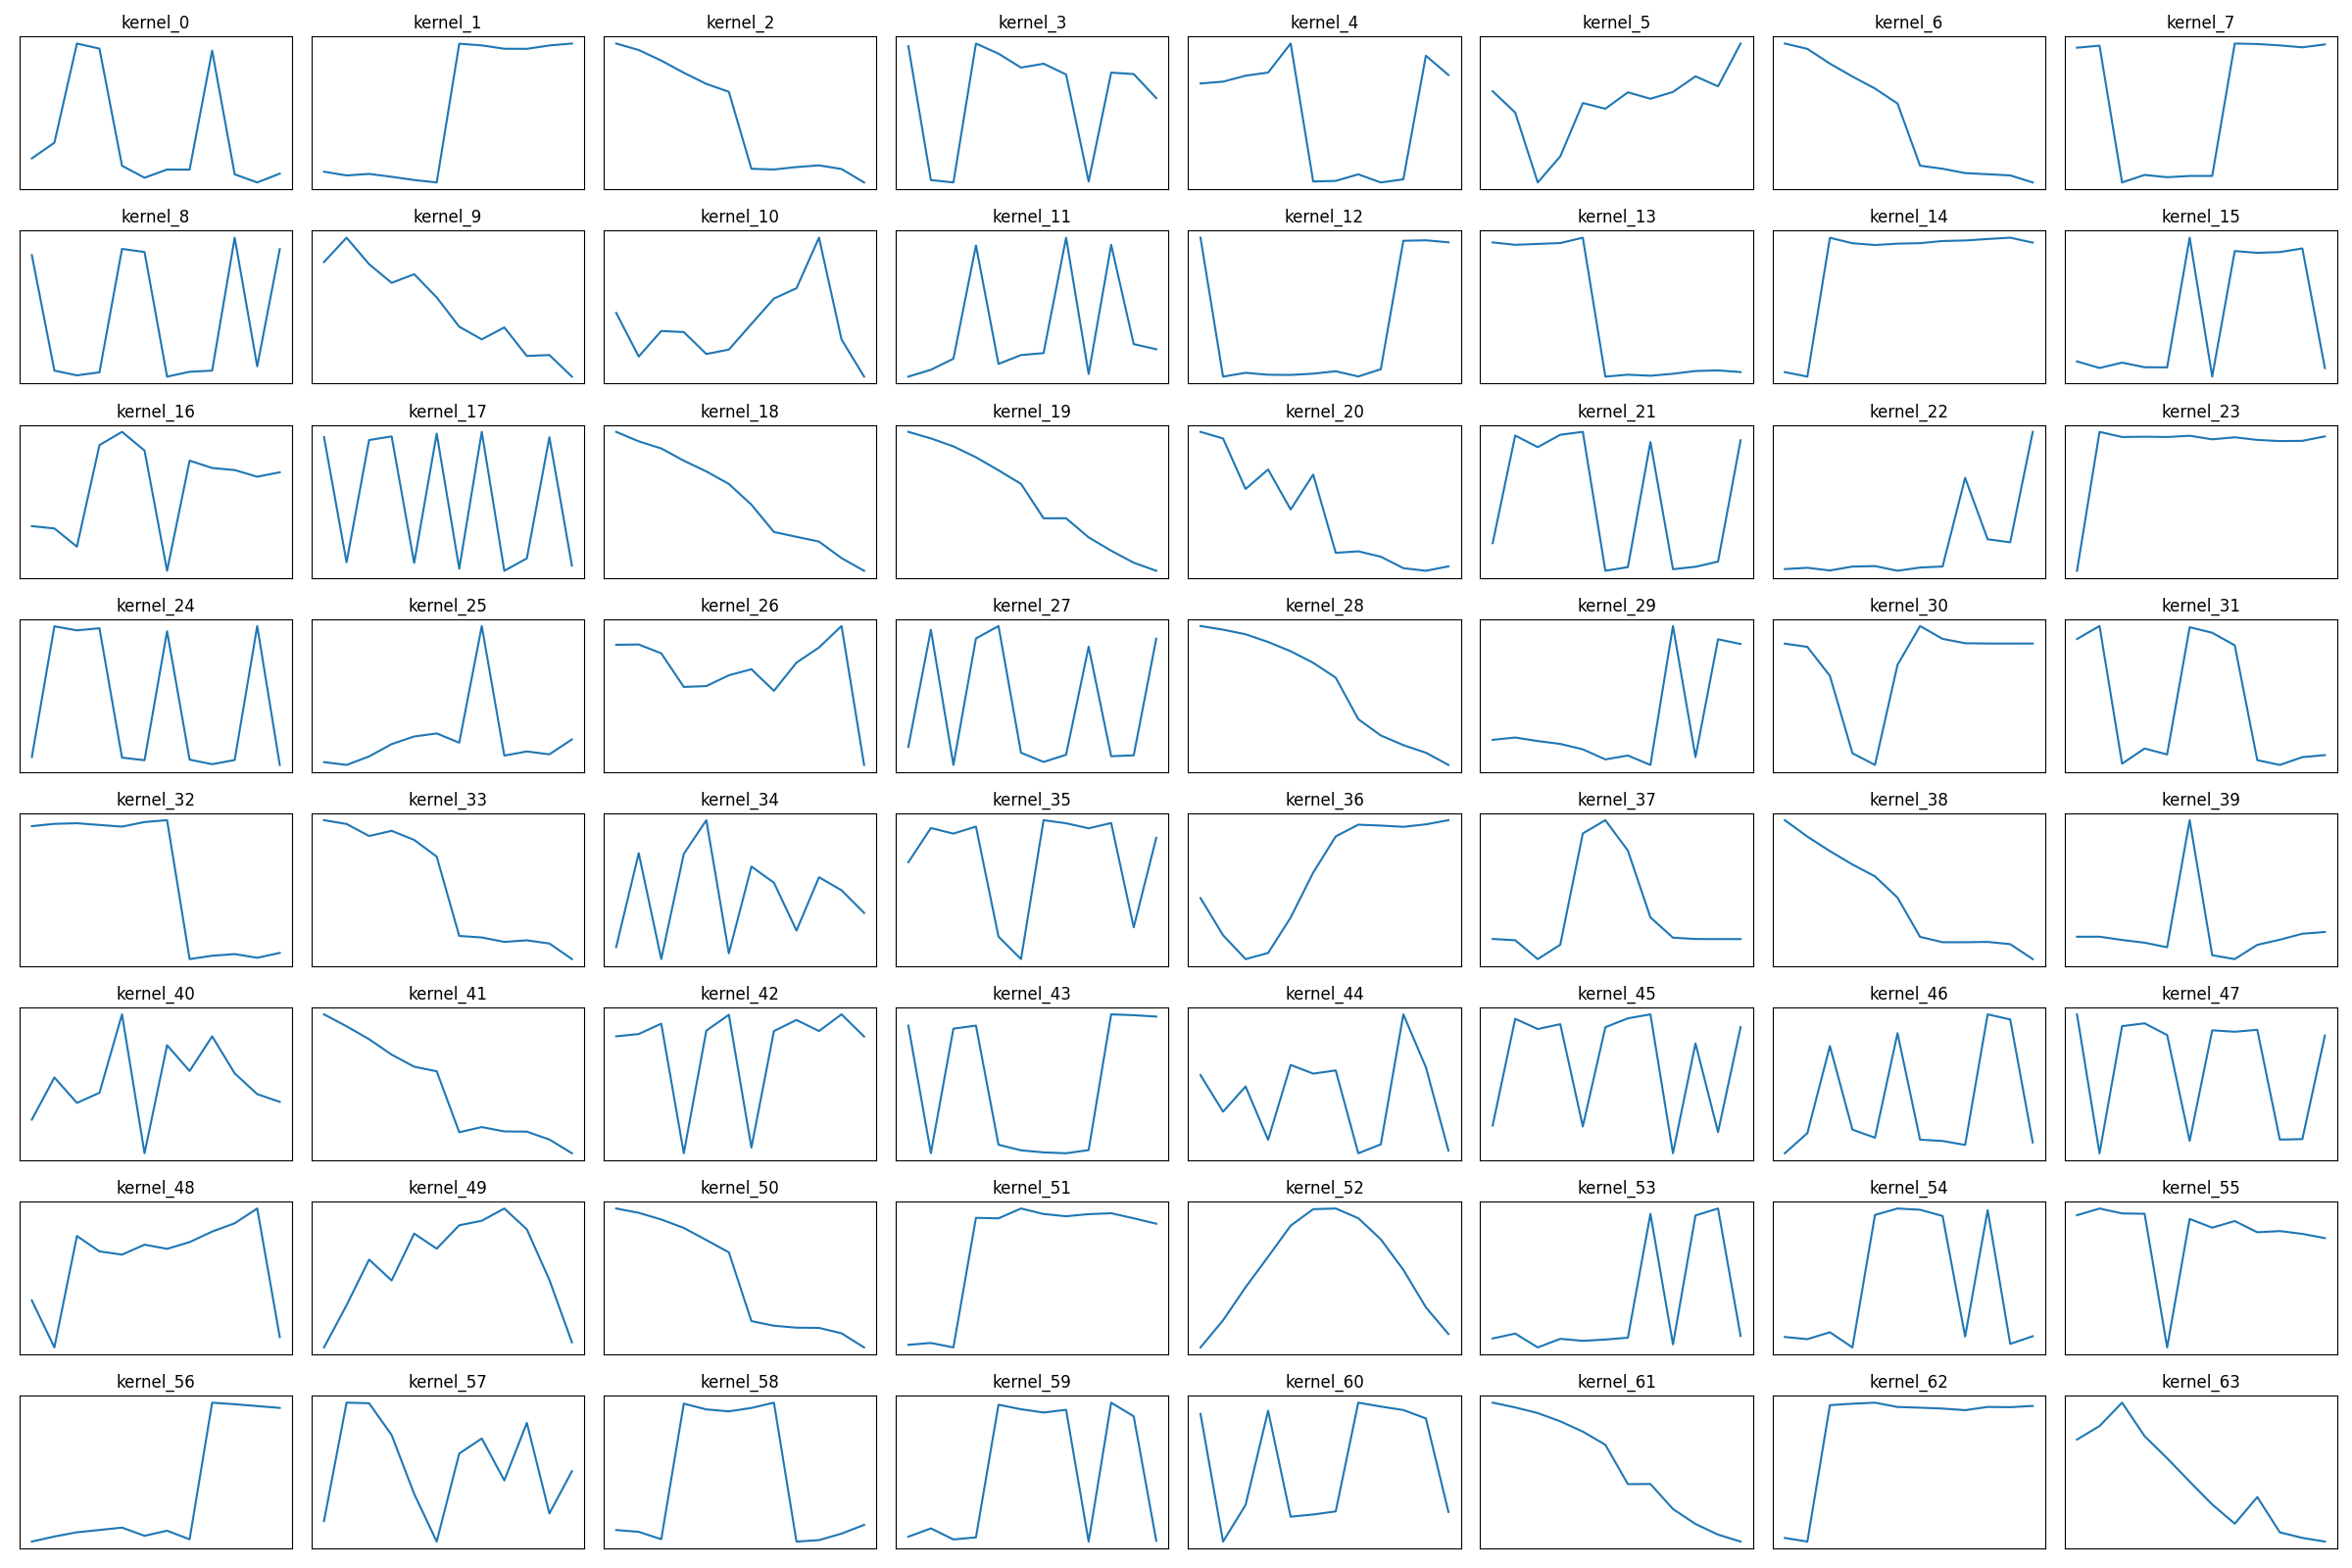 kernel_0 kernel_1 kernel_2 kernel_3 kernel_4 kernel_5 kernel_6 kernel_7
kernel_8 kernel_9 kernel_10 kernel_11 kernel_12 kernel_13 kernel_14 kernel_15
kernel_16 kernel_17 kernel_18 kernel_19 kernel_20 kernel_21 kernel_22 kernel_23
kernel_24 kernel_25 kernel_26 kernel_27 kernel_28 kernel_29 kernel_30 kernel_31
kernel_32 kernel_33 kernel_34 kernel_35 kernel_36 kernel_37 kernel_38 kernel_39
kernel_40 kernel_41 kernel_42 kernel_43 kernel_44 kernel_45 kernel_46 kernel_47
kernel_48 kernel_49 kernel_50 kernel_51 kernel_52 kernel_53 kernel_54 kernel_55
kernel_56 kernel_57 kernel_58 kernel_59 kernel_60 kernel_61 kernel_62 kernel_63